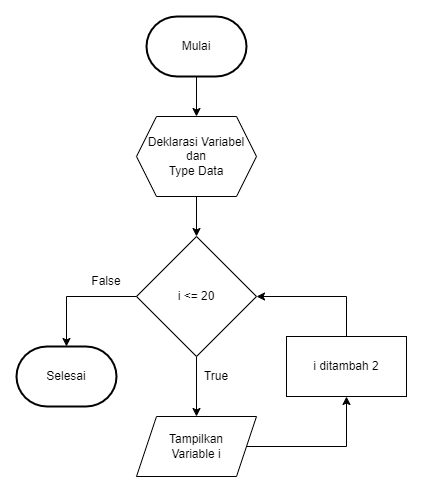 Mulai
Deklarasi Variabel
dan
Type Data
i <= 20
False
True
i ditambah 2
Selesai
Tampilkan
Variable i